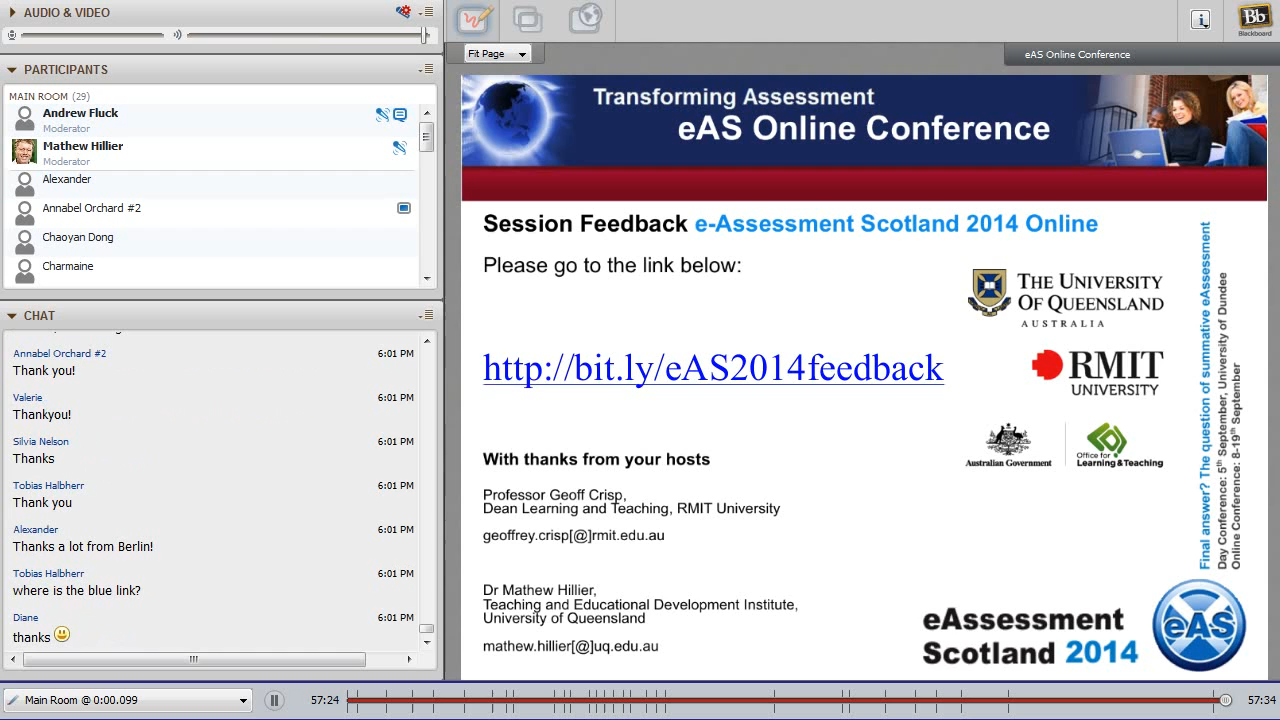 AUDIO & VIDEO
PARTICIPANTS
MAIN ROOM (29)
Andrew Fluck
Moderator
Mathew Hillier
Moderator
Alexander
Annabel Orchard #2
Chaoyan Dong
Charmaine
CHAT
Annabel Orchard #2 6:01 PM
Thank you!
Valerie 6:01 PM
Thankyou!
Silvia Nelson 6:01 PM
Thanks
Tobias Halbherr 6:01 PM
Thank you
Alexander 6:01 PM
Thanks a lot from Berlin!
Tobias Halbherr 6:01 PM
where is the blue link?
Diane 6:01 PM
thanks
Main Room @ 0:00.099
57:24
57:34
Fit Page
eAS Online Conference
Bb
Blackboard
Transforming Assessment
eAS Online Conference
Session Feedback e-Assessment Scotland 2014 Online
Please go to the link below:
http://bit.ly/eAS2014feedback
With thanks from your hosts
Professor Geoff Crisp,
Dean Learning and Teaching, RMIT University
geoffrey.crisp[@]rmit.edu.au
Dr Mathew Hillier,
Teaching and Educational Development Institute,
University of Queensland
mathew.hillier[@]uq.edu.au
THE UNIVERSITY
OF QUEENSLAND
AUSTRALIA
RMIT
UNIVERSITY
Australian Government
Office for
Learning & Teaching
Final answer? The question of summative eAssessment
Day Conference: 5th September, University of Dundee
Online Conference: 8-19th September
eAssessment
Scotland 2014
eAS